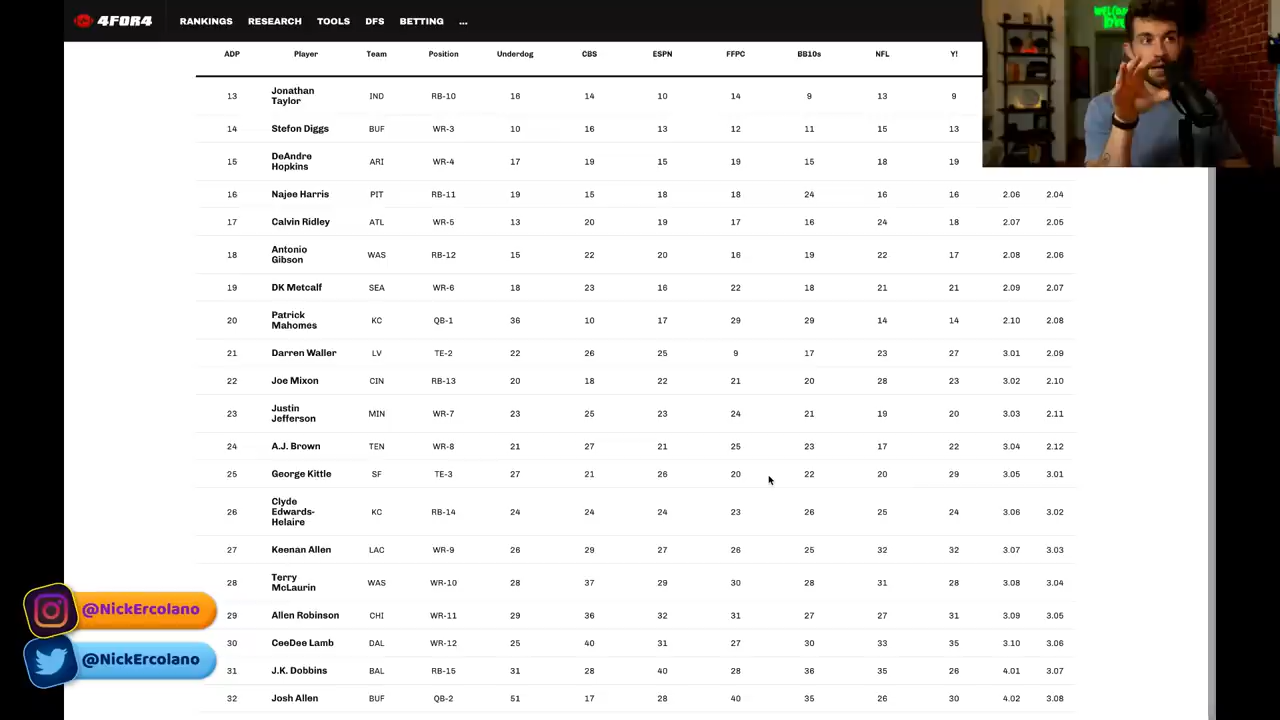 4FOR4 RANKINGS RESEARCH TOOLS DFS BETTING ...
ADP Player Team Position Underdog CBS ESPN FFPC BB10s NFL Y!
13 Jonathan Taylor IND RB-10 16 14 10 14 9 13 9
14 Stefon Diggs BUF WR-3 10 16 13 12 11 15 13
15 DeAndre Hopkins ARI WR-4 17 19 15 19 15 18 19
16 Najee Harris PIT RB-11 19 15 18 18 24 16 16 2.06 2.04
17 Calvin Ridley ATL WR-5 13 20 19 17 16 24 18 2.07 2.05
18 Antonio Gibson WAS RB-12 15 22 20 16 19 22 17 2.08 2.06
19 DK Metcalf SEA WR-6 18 23 16 22 18 21 21 2.09 2.07
20 Patrick Mahomes KC QB-1 36 10 17 29 29 14 14 2.10 2.08
21 Darren Waller LV TE-2 22 26 25 9 17 23 27 3.01 2.09
22 Joe Mixon CIN RB-13 20 18 22 21 20 28 23 3.02 2.10
23 Justin Jefferson MIN WR-7 23 25 23 24 21 19 20 3.03 2.11
24 A.J. Brown TEN WR-8 21 27 21 25 23 17 22 3.04 2.12
25 George Kittle SF TE-3 27 21 26 20 22 20 29 3.05 3.01
26 Clyde Edwards-Helaire KC RB-14 24 24 24 23 26 25 24 3.06 3.02
27 Keenan Allen LAC WR-9 26 29 27 26 25 32 32 3.07 3.03
28 Terry McLaurin WAS WR-10 28 37 29 30 28 31 28 3.08 3.04
29 Allen Robinson CHI WR-11 29 36 32 31 27 27 31 3.09 3.05
30 CeeDee Lamb DAL WR-12 25 40 31 27 30 33 35 3.10 3.06
31 J.K. Dobbins BAL RB-15 31 28 40 28 36 35 26 4.01 3.07
32 Josh Allen BUF QB-2 51 17 28 40 35 26 30 4.02 3.08
@NickErcolano
@NickErcolano